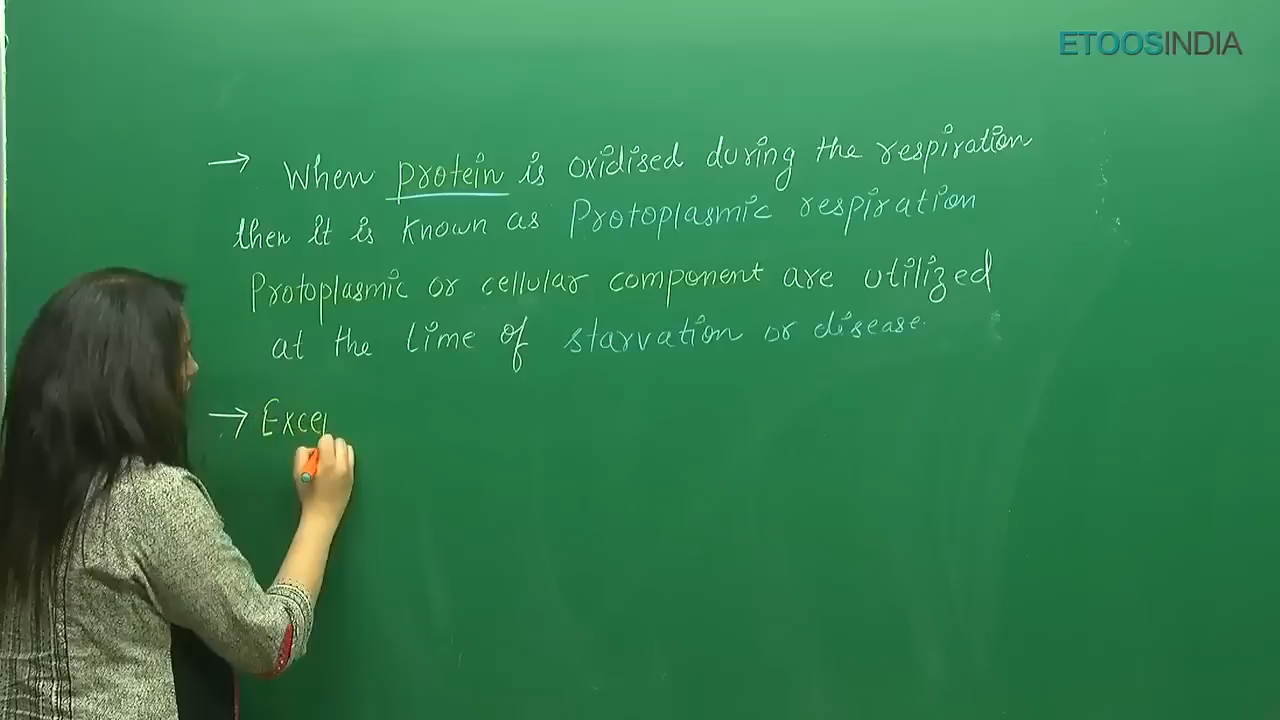 ETOOSINDIA
→ When protein is oxidised during the respiration
then it is known as Protoplasmic respiration
Protoplasmic or cellular component are utilized
at the time of starvation or disease.
→ Excep